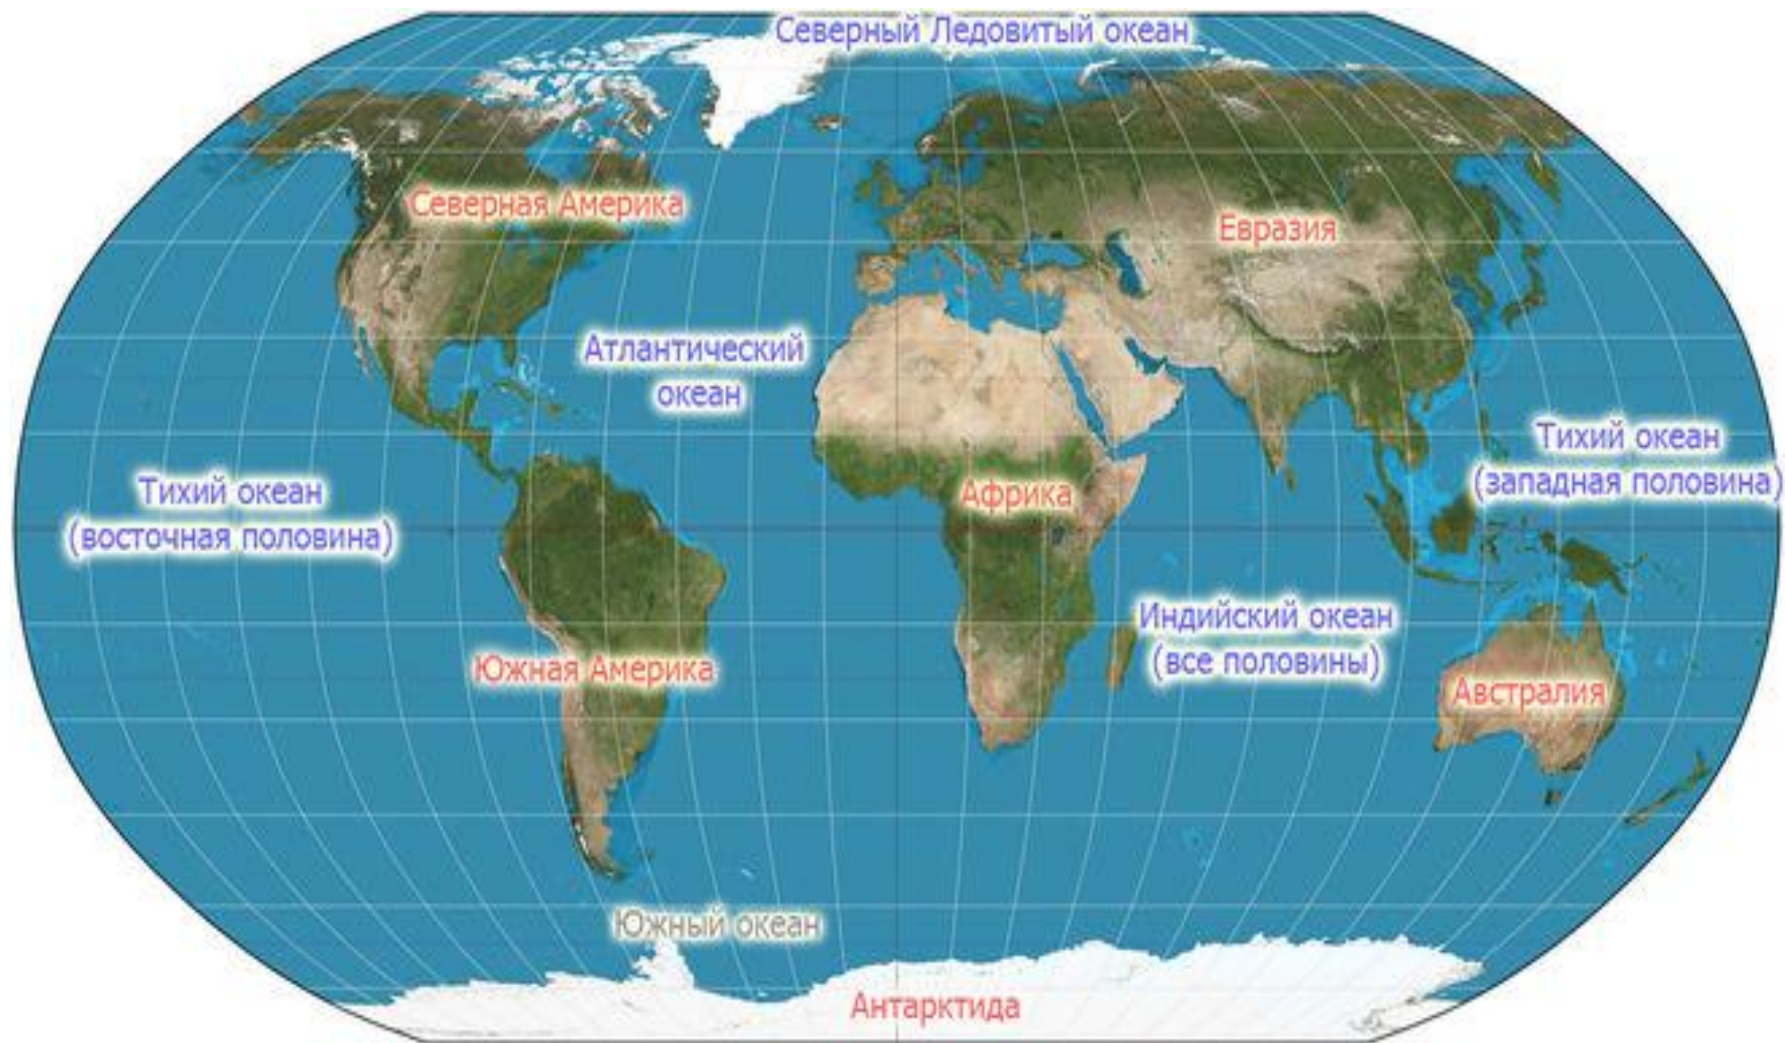 Северный Ледовитый океан
Северная Америка
Евразия
Атлантический
океан
Тихий океан
(западная половина)
Тихий океан
(восточная половина)
Африка
Индийский океан
(все половины)
Южная Америка
Австралия
Южный океан
Антарктида